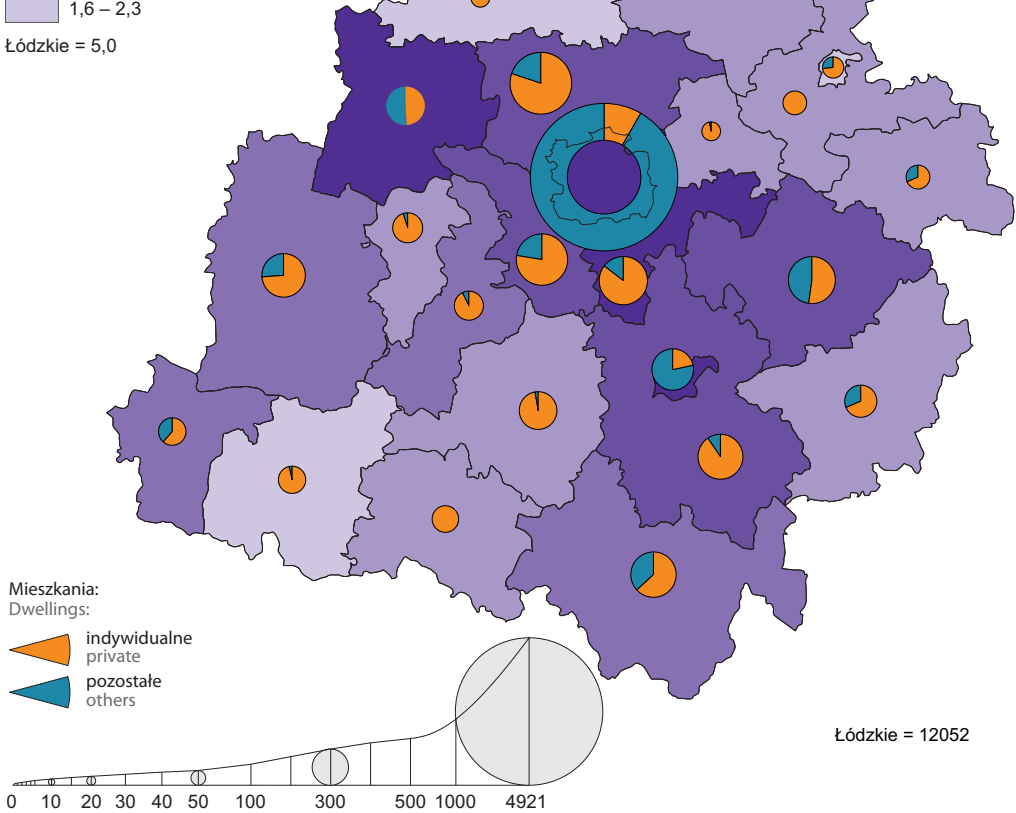 1,6 – 2,3
Łódzkie = 5,0
Mieszkania:
Dwellings:
indywidualne
private
pozostałe
others
Łódzkie = 12052
0 10 20 30 40 50 100 300 500 1000 4921